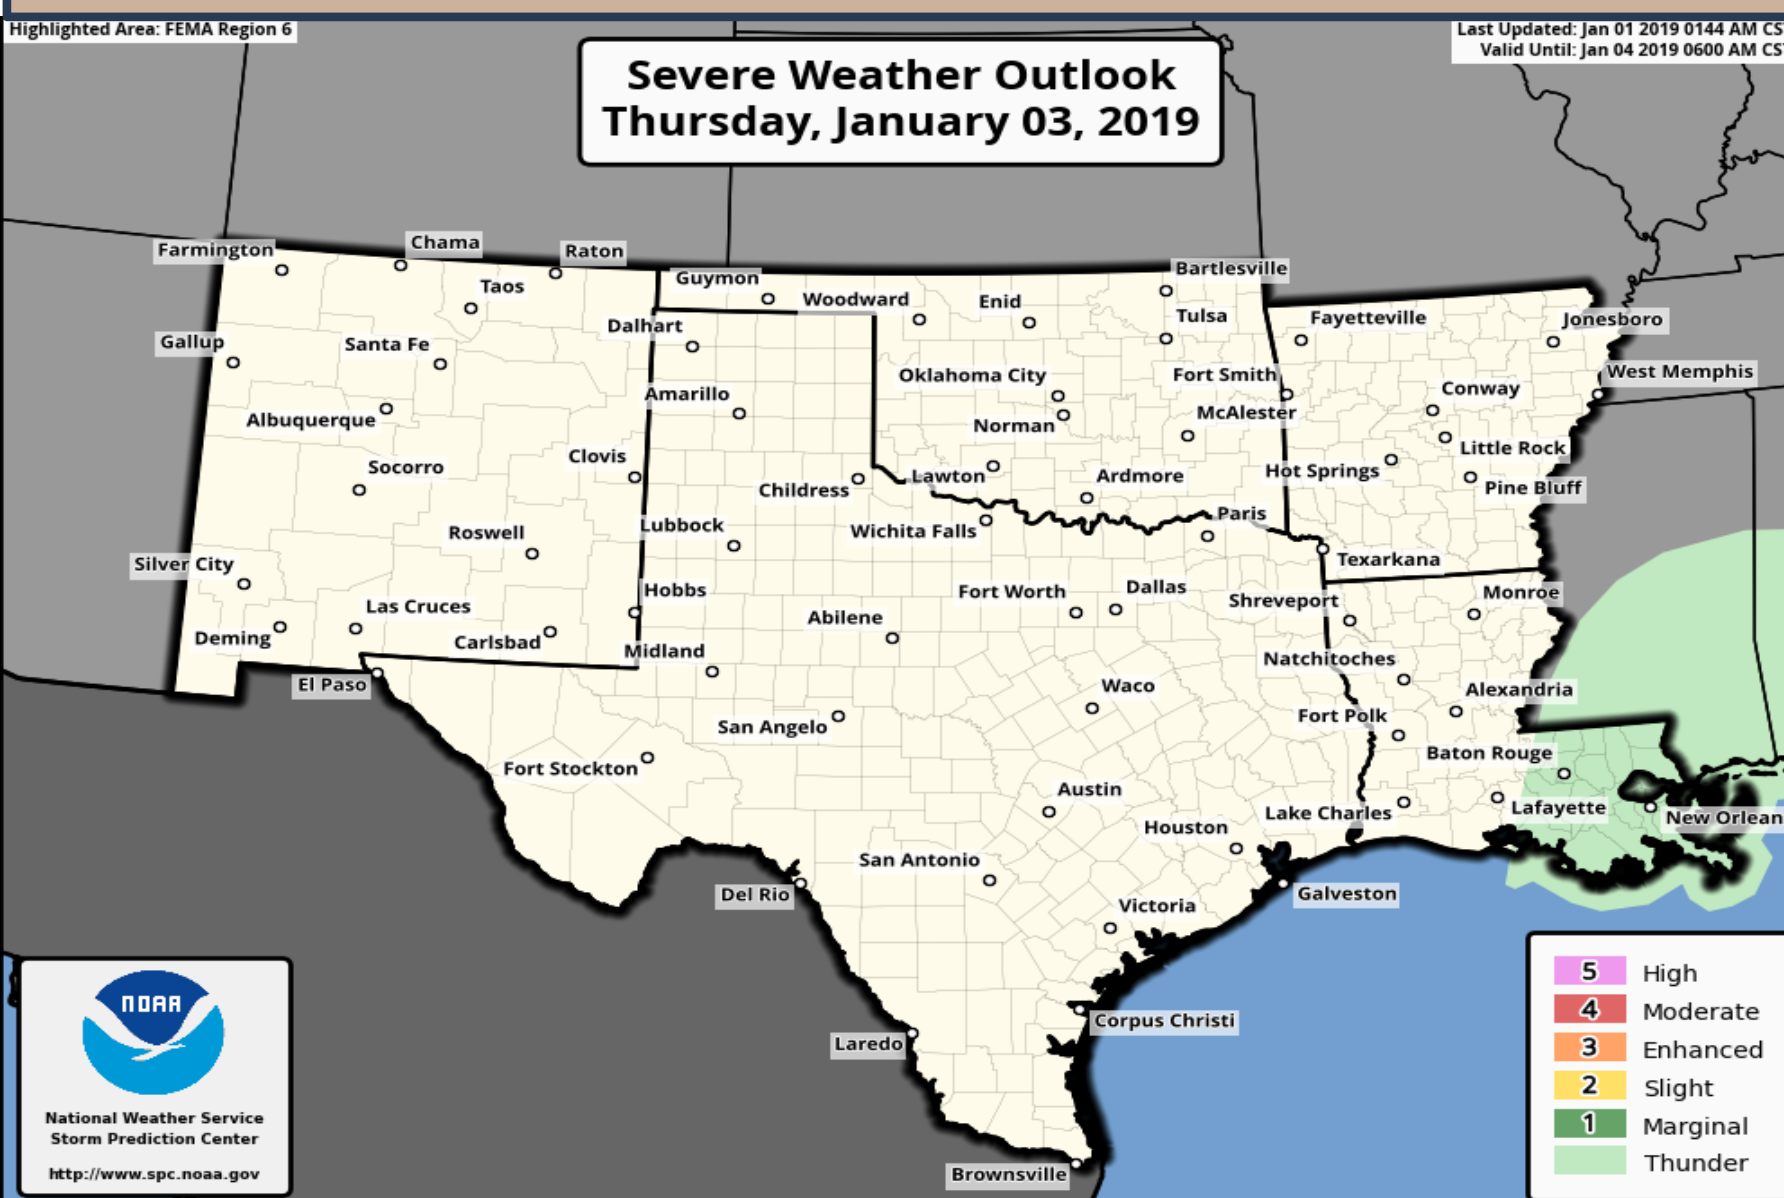 Highlighted Area: FEMA Region 6
Last Updated: Jan 01 2019 0144 AM CS
Valid Until: Jan 04 2019 0600 AM CS
Severe Weather Outlook
Thursday, January 03, 2019
Farmington
Chama
Raton
Taos
Guymon
Woodward
Enid
Bartlesville
Tulsa
Fayetteville
Jonesboro
Gallup
Santa Fe
Dalhart
Oklahoma City
Fort Smith
West Memphis
Conway
Albuquerque
Amarillo
Norman
McAlester
Little Rock
Socorro
Clovis
Childress
Lawton
Ardmore
Hot Springs
Pine Bluff
Roswell
Lubbock
Wichita Falls
Paris
Texarkana
Silver City
Las Cruces
Hobbs
Fort Worth
Dallas
Shreveport
Monroe
Deming
Carlsbad
Midland
Abilene
Natchitoches
El Paso
San Angelo
Waco
Fort Polk
Alexandria
Fort Stockton
Austin
Baton Rouge
Houston
Lake Charles
Lafayette
New Orlean
San Antonio
Del Rio
Victoria
Galveston
Corpus Christi
Laredo
Brownsville
NOAA
National Weather Service
Storm Prediction Center
http://www.spc.noaa.gov
5 High
4 Moderate
3 Enhanced
2 Slight
1 Marginal
Thunder